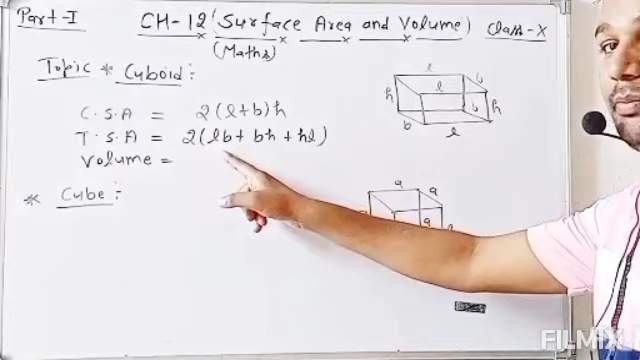 Part-I
CH-12 (Surface Area and Volume) Class-X
(Maths)
Topic * Cuboid:
C.S.A = 2(l+b)h
T.S.A = 2(lb+bh+hl)
Volume =
* Cube:
l
b
h
l
b
h
b
l
a
a
a
FILMIX